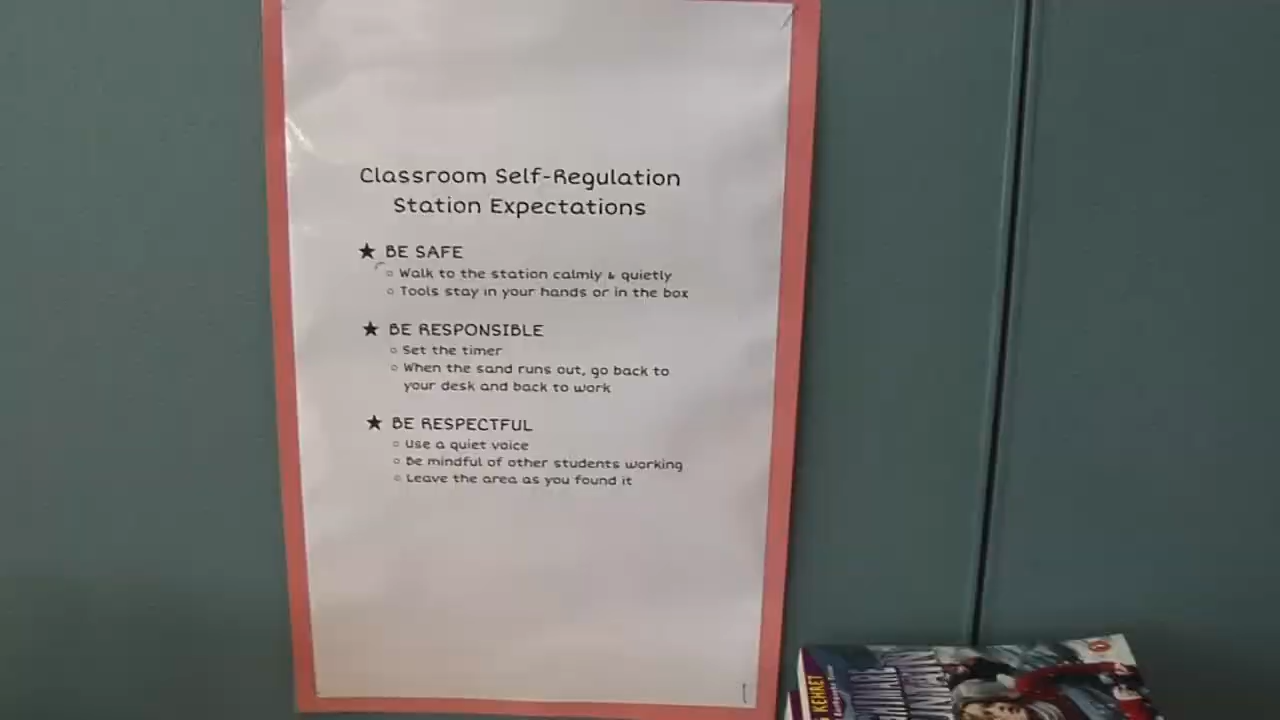 Classroom Self-Regulation
Station Expectations
★ BE SAFE
○ Walk to the station calmly & quietly
○ Tools stay in your hands or in the box
★ BE RESPONSIBLE
○ Set the timer
○ When the sand runs out, go back to
your desk and back to work
★ BE RESPECTFUL
○ Use a quiet voice
○ Be mindful of other students working
○ Leave the area as you found it
KEHRET